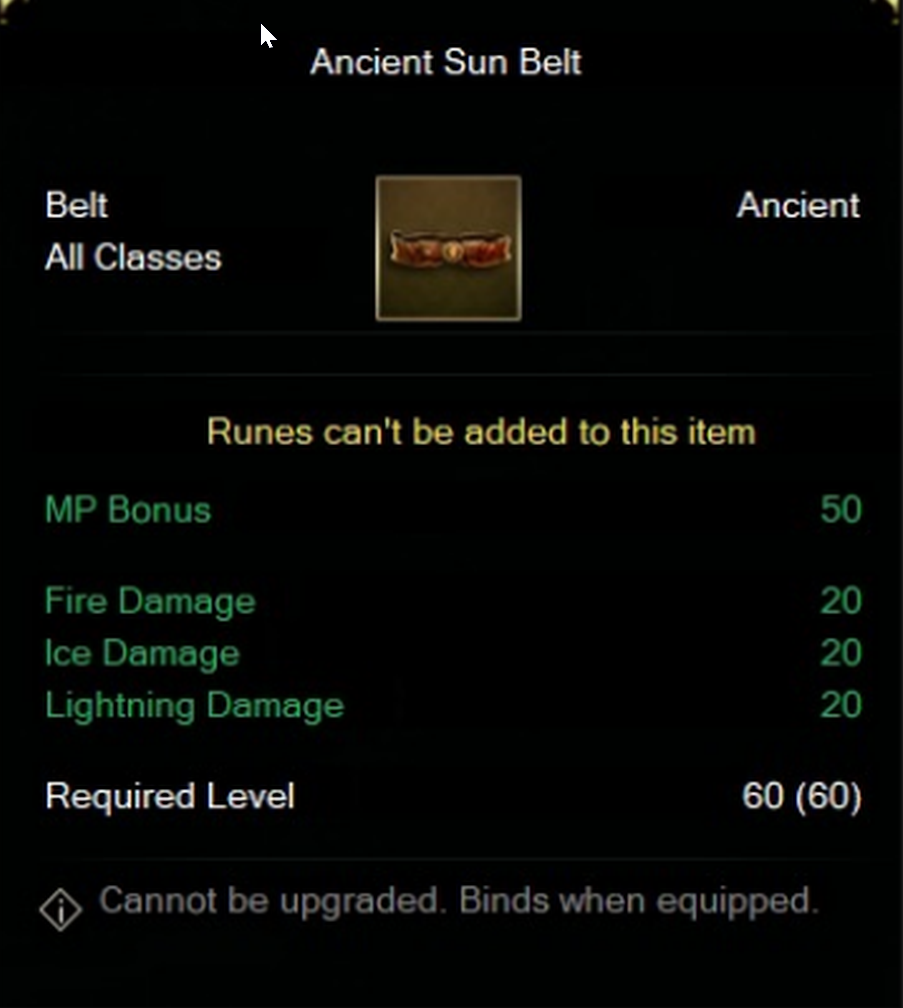 Ancient Sun Belt
Belt Ancient
All Classes
Runes can't be added to this item
MP Bonus 50
Fire Damage 20
Ice Damage 20
Lightning Damage 20
Required Level 60 (60)
Cannot be upgraded. Binds when equipped.